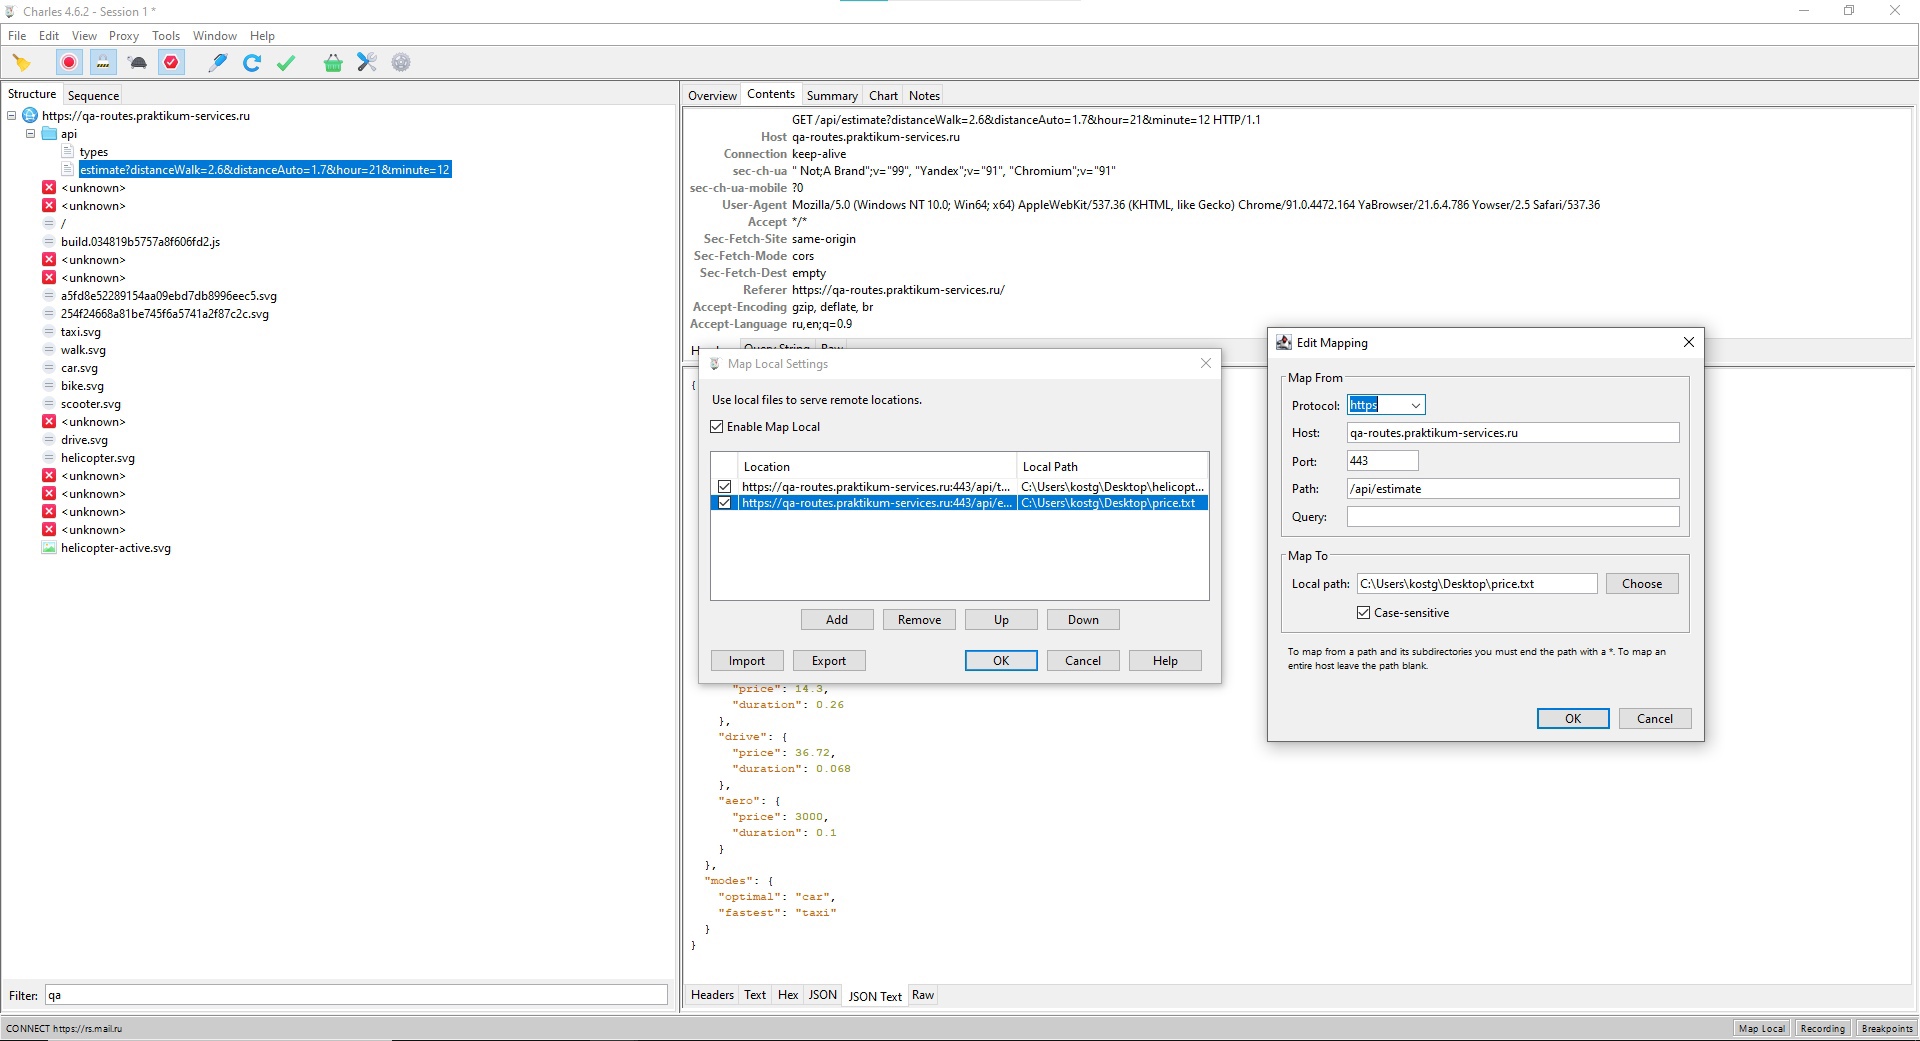 Charles 4.6.2 - Session 1 *
File Edit View Proxy Tools Window Help
Structure Sequence
https://qa-routes.praktikum-services.ru
api
types
estimate?distanceWalk=2.6&distanceAuto=1.7&hour=21&minute=12
<unknown>
<unknown>
/
build.034819b5757a8f606fd2.js
<unknown>
<unknown>
a5fd8e52289154aa09ebd7db8996eec5.svg
254f24668a81be745f6a5741a2f87c2c.svg
taxi.svg
walk.svg
car.svg
bike.svg
scooter.svg
<unknown>
drive.svg
helicopter.svg
<unknown>
<unknown>
<unknown>
<unknown>
helicopter-active.svg
Filter: qa
Overview Contents Summary Chart Notes
GET /api/estimate?distanceWalk=2.6&distanceAuto=1.7&hour=21&minute=12 HTTP/1.1
Host qa-routes.praktikum-services.ru
Connection keep-alive
sec-ch-ua " Not;A Brand";v="99", "Yandex";v="91", "Chromium";v="91"
sec-ch-ua-mobile ?0
User-Agent Mozilla/5.0 (Windows NT 10.0; Win64; x64) AppleWebKit/537.36 (KHTML, like Gecko) Chrome/91.0.4472.164 YaBrowser/21.6.4.786 Yowser/2.5 Safari/537.36
Accept */*
Sec-Fetch-Site same-origin
Sec-Fetch-Mode cors
Sec-Fetch-Dest empty
Referer https://qa-routes.praktikum-services.ru/
Accept-Encoding gzip, deflate, br
Accept-Language ru,en;q=0.9
Query String Raw
{
Map Local Settings
Use local files to serve remote locations.
Enable Map Local
Location Local Path
https://qa-routes.praktikum-services.ru:443/api/t... C:\Users\kostg\Desktop\helicopt...
https://qa-routes.praktikum-services.ru:443/api/e... C:\Users\kostg\Desktop\price.txt
Add Remove Up Down
Import Export OK Cancel Help
Edit Mapping
Map From
Protocol: https
Host: qa-routes.praktikum-services.ru
Port: 443
Path: /api/estimate
Query:
Map To
Local path: C:\Users\kostg\Desktop\price.txt Choose
Case-sensitive
To map from a path and its subdirectories you must end the path with a *. To map an
entire host leave the path blank.
OK Cancel
"price": 14.3,
"duration": 0.26
},
"drive": {
"price": 36.72,
"duration": 0.068
},
"aero": {
"price": 3000,
"duration": 0.1
}
},
"modes": {
"optimal": "car",
"fastest": "taxi"
}
}
Headers Text Hex JSON JSON Text Raw
CONNECT https://rs.mail.ru
Map Local Recording Breakpoints